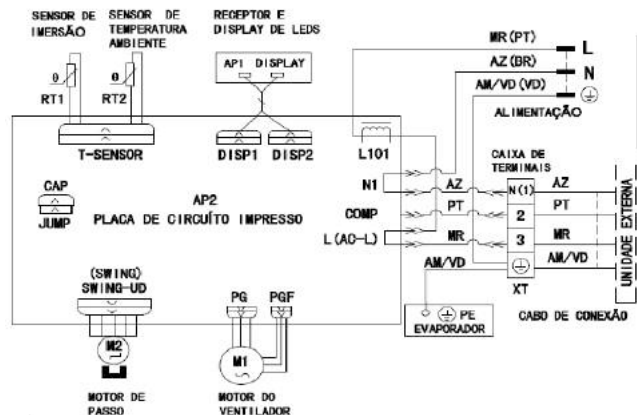 SENSOR DE
IMERSÃO
SENSOR DE
TEMPERATURA
AMBIENTE
RECEPTOR E
DISPLAY DE LEDS
θ
RT1
θ
RT2
AP1 DISPLAY
MR(PT)
L
AZ(BR)
N
AM/VD(VD)
ALIMENTAÇÃO
T-SENSOR
DISP1
DISP2
L101
CAIXA DE
TERMINAIS
CAP
JUMP
AP2
PLACA DE CIRCUÍTO IMPRESSO
N1
AZ
N(1)
AZ
COMP
PT
2
PT
L(AC-L)
MR
3
MR
AM/VD
AM/VD
XT
UNIDADE EXTERNA
(SWING)
SWING-UD
PG
PGF
PE
EVAPORADOR
CABO DE CONEXÃO
M2
M1
MOTOR DE
PASSO
MOTOR DO
VENTILADOR